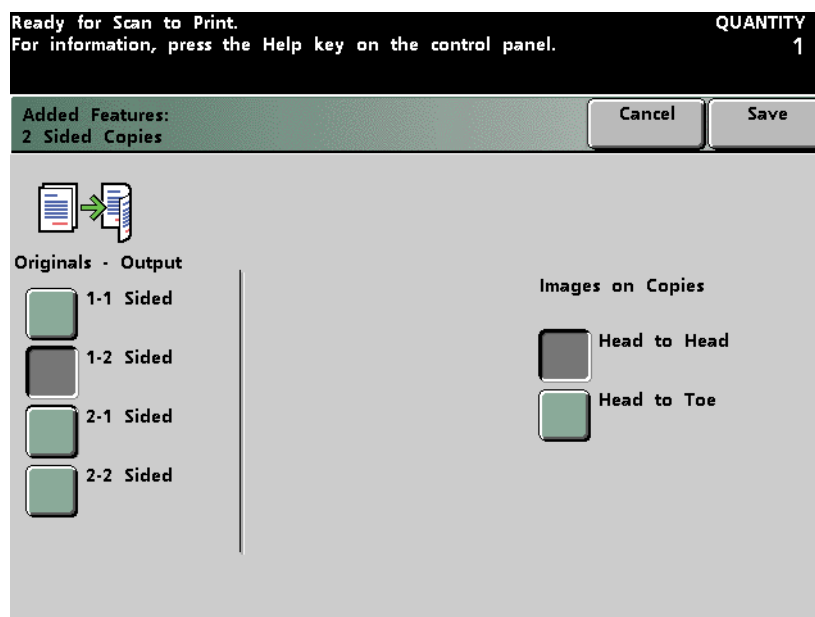 Ready for Scan to Print.
QUANTITY
For information, press the Help key on the control panel.
1
Added Features:
2 Sided Copies
Cancel
Save
Originals - Output
1-1 Sided
1-2 Sided
2-1 Sided
2-2 Sided
Images on Copies
Head to Head
Head to Toe